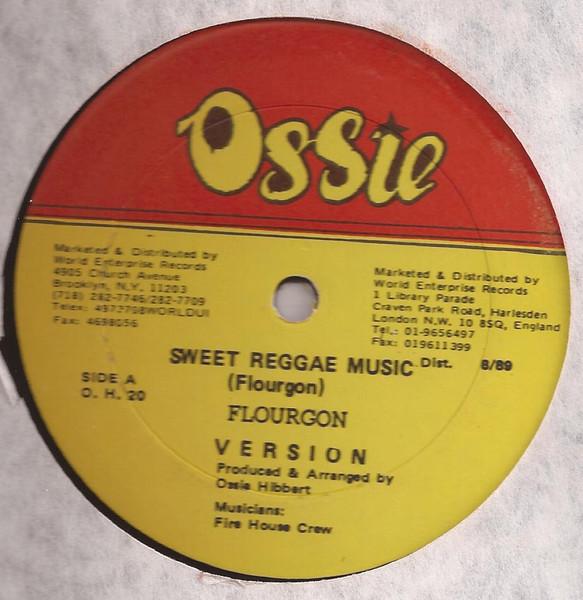 Ossie
Marketed & Distributed by
World Enterprise Records
4905 Church Avenue
Brooklyn, N.Y. 11203
(718) 282-7746/282-7709
Telex: 4972708WORLDUI
Fax: 4698056
Marketed & Distributed by
World Enterprise Records
1 Library Parade
Craven Park Road, Harlesden
London N.W. 10 8SQ, England
Tel.: 01-9656497
Fax: 019611399
SWEET REGGAE MUSIC Dist. 8/89
(Flourgon)
SIDE A
O. H. 20
FLOURGON
VERSION
Produced & Arranged by
Ossie Hibbert
Musicians:
Fire House Crew